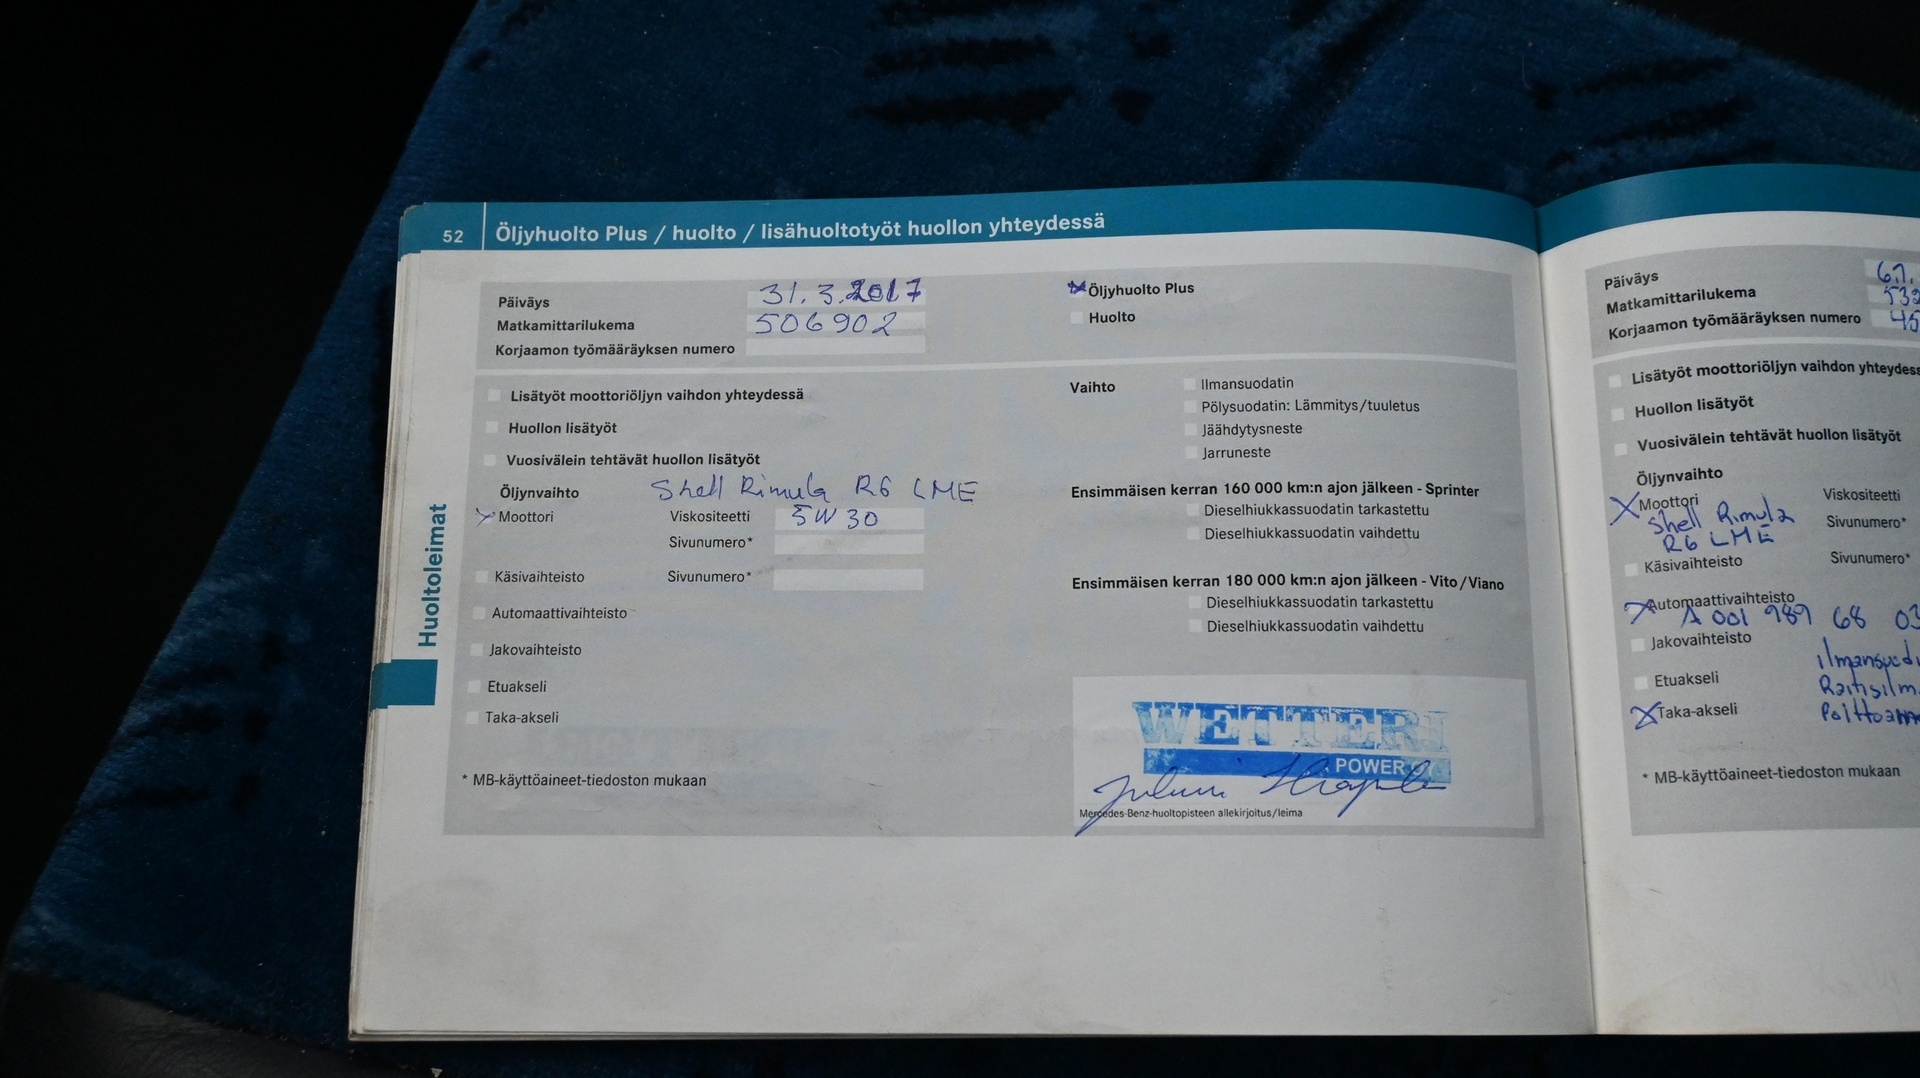 52 Öljyhuolto Plus / huolto / lisähuoltotyöt huollon yhteydessä
Huoltoleimat
Päiväys 31.3.2017
Matkamittarilukema 506902
Korjaamon työmääräyksen numero
Öljyhuolto Plus
Huolto
Lisätyöt moottoriöljyn vaihdon yhteydessä
Huollon lisätyöt
Vuosivälein tehtävät huollon lisätyöt
Öljynvaihto Shell Rimula R6 LME
Moottori Viskositeetti 5W30
Sivunumero*
Käsivaihteisto Sivunumero*
Automaattivaihteisto
Jakovaihteisto
Etuakseli
Taka-akseli
* MB-käyttöaineet-tiedoston mukaan
Vaihto Ilmansuodatin
Pölysuodatin: Lämmitys/tuuletus
Jäähdytysneste
Jarruneste
Ensimmäisen kerran 160 000 km:n ajon jälkeen - Sprinter
Dieselhiukkassuodatin tarkastettu
Dieselhiukkassuodatin vaihdettu
Ensimmäisen kerran 180 000 km:n ajon jälkeen - Vito/Viano
Dieselhiukkassuodatin tarkastettu
Dieselhiukkassuodatin vaihdettu
WETTERI
POWER
Mercedes-Benz-huoltopisteen allekirjoitus/leima
Päiväys
Matkamittarilukema
Korjaamon työmääräyksen numero
Lisätyöt moottoriöljyn vaihdon
Huollon lisätyöt
Vuosivälein tehtävät huollon lisätyöt
Öljynvaihto
Moottori Viskositeetti
Shell Rimula
R6 LME
Sivunumero*
Käsivaihteisto Sivunumero*
Automaattivaihteisto
A 001 989 68 03
Jakovaihteisto
Etuakseli
Taka-akseli
* MB-käyttöaineet-tiedoston mukaan